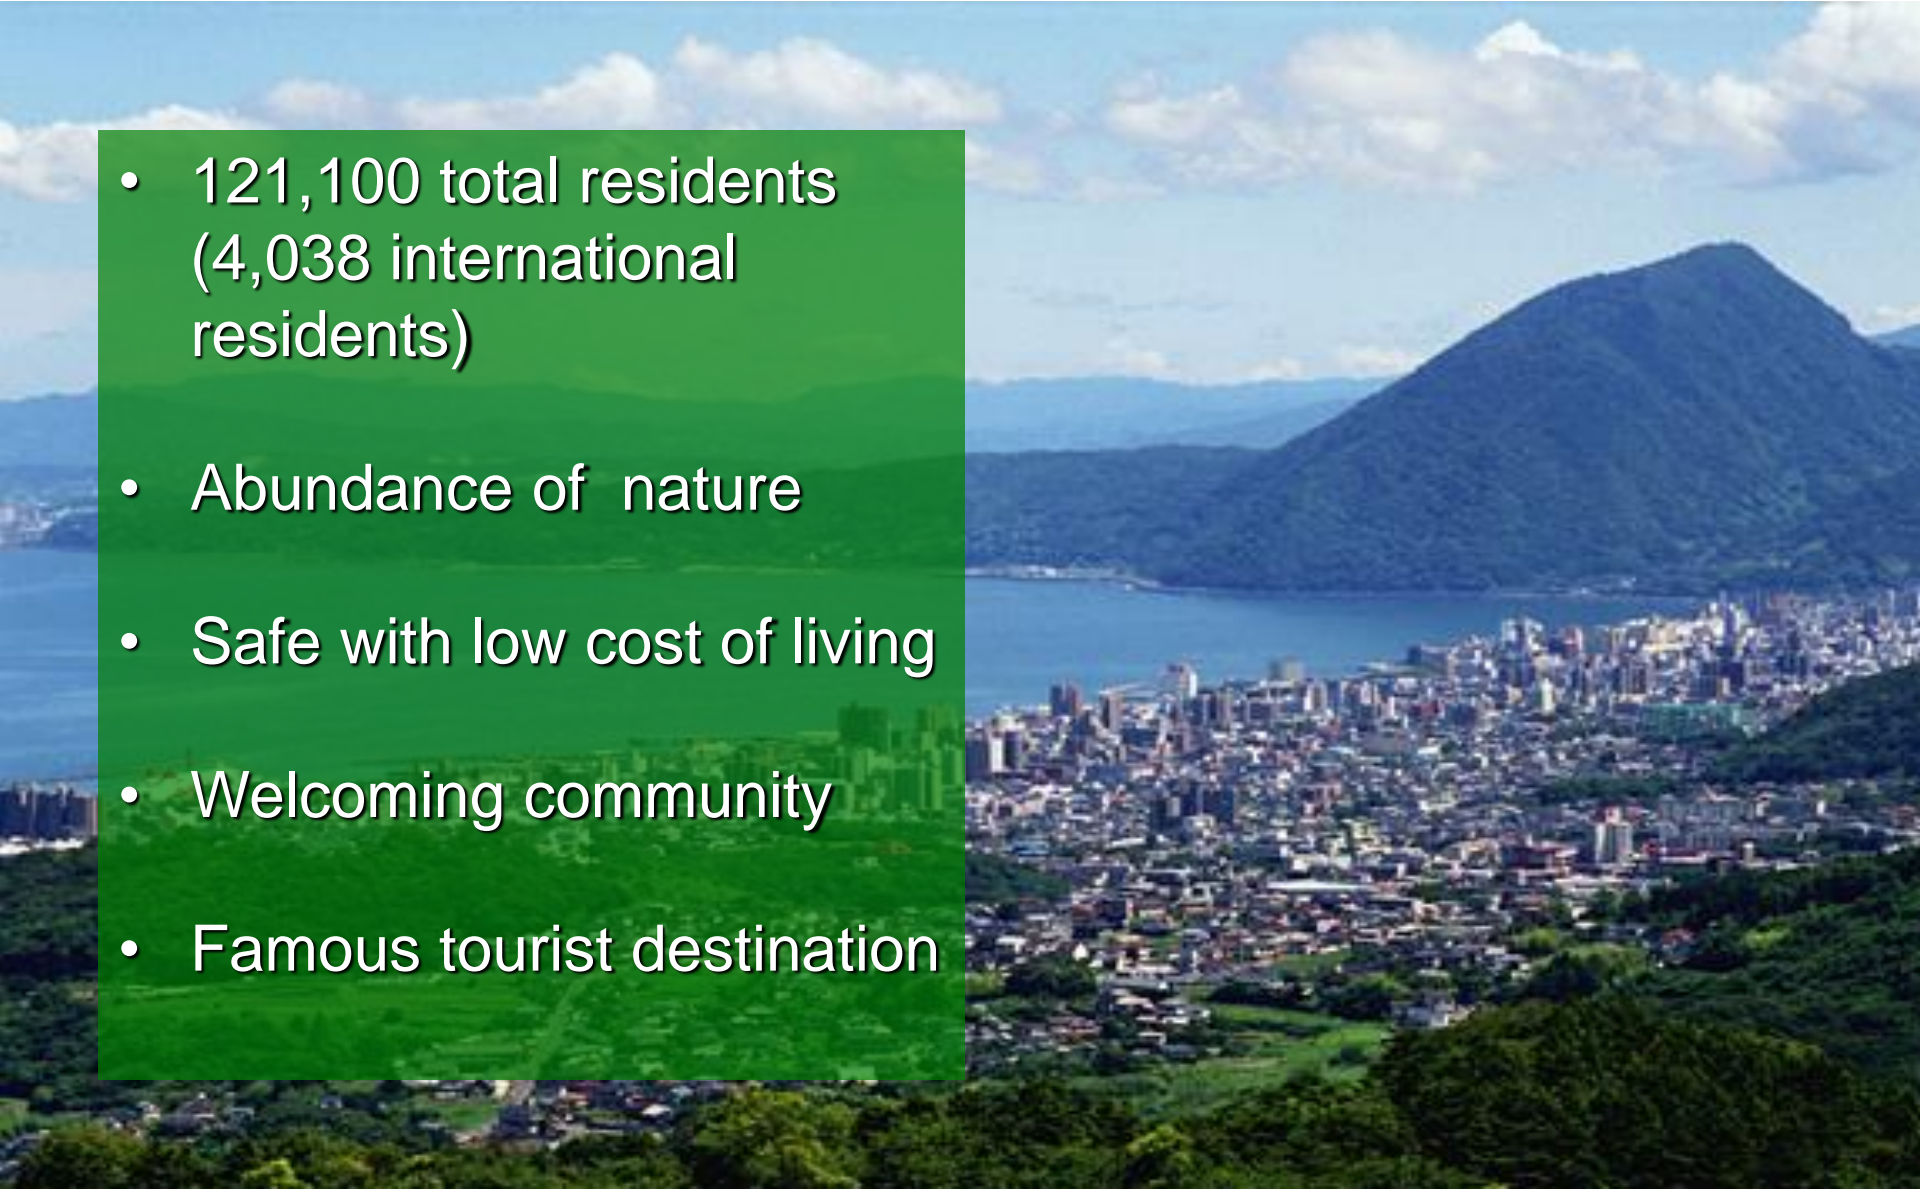 • 121,100 total residents
(4,038 international
residents)
• Abundance of  nature
• Safe with low cost of living
• Welcoming community
• Famous tourist destination